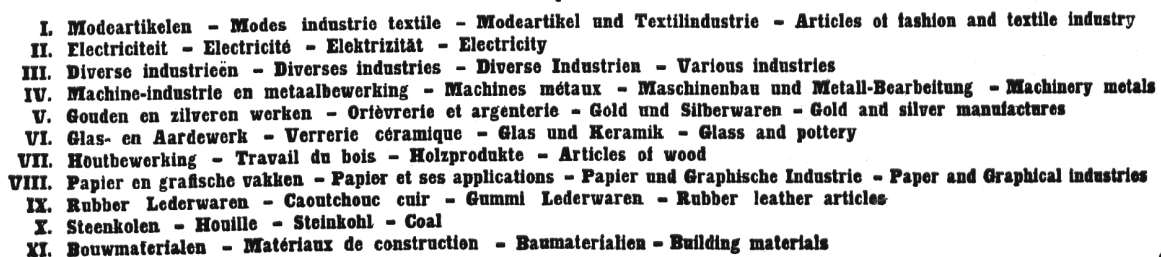 I. Modeartikelen - Modes industrie textile - Modeartikel und Textilindustrie - Articles of fashion and textile industry
II. Electriciteit - Electricité - Elektrizität - Electricity
III. Diverse industrieën - Diverses industries - Diverse Industrien - Various industries
IV. Machine-industrie en metaalbewerking - Machines métaux - Maschinenbau und Metall-Bearbeitung - Machinery metals
V. Gouden en zilveren werken - Orfèvrerie et argenterie - Gold und Silberwaren - Gold and silver manufactures
VI. Glas- en Aardewerk - Verrerie céramique - Glas und Keramik - Glass and pottery
VII. Houtbewerking - Travail du bois - Holzprodukte - Articles of wood
VIII. Papier en grafische vakken - Papier et ses applications - Papier und Graphische Industrie - Paper and Graphical industries
IX. Rubber Lederwaren - Caoutchouc cuir - Gummi Lederwaren - Rubber leather articles
X. Steenkolen - Houille - Steinkohl - Coal
XI. Bouwmaterialen - Matériaux de construction - Baumaterialien - Building materials